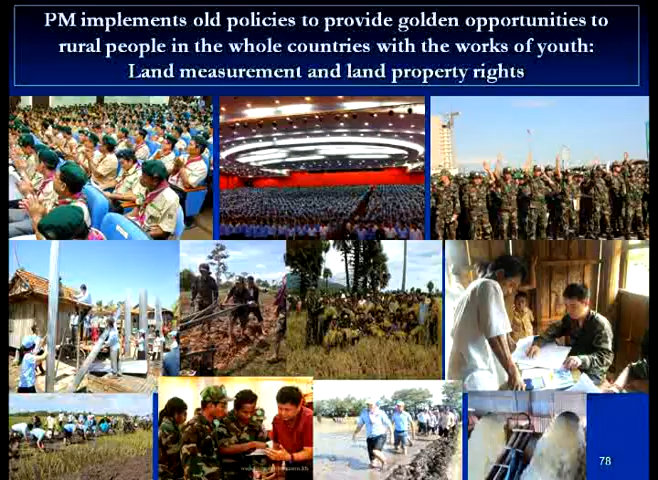 PM implements old policies to provide golden opportunities to
rural people in the whole countries with the works of youth:
Land measurement and land property rights
78